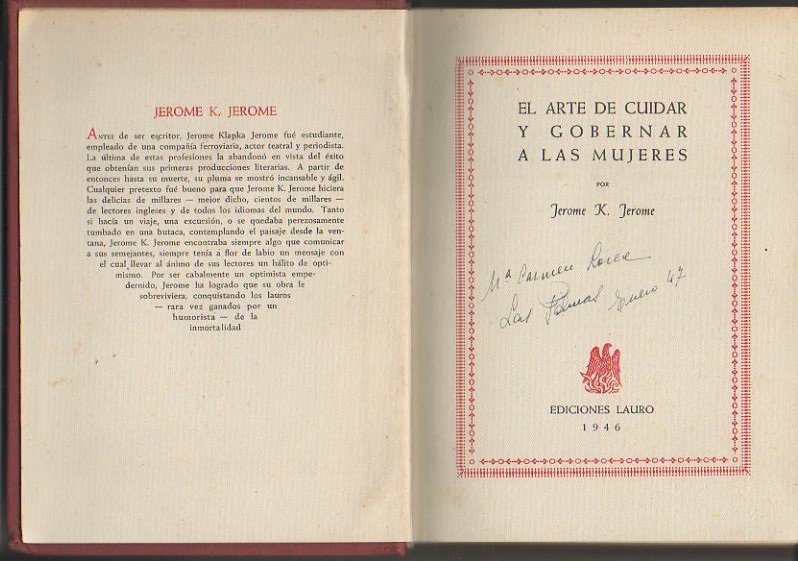 JEROME K. JEROME
ANTES de ser escritor, Jerome Klapka Jerome fué estudiante,
empleado de una compañía ferroviaria, actor teatral y periodista.
La última de estas profesiones la abandonó en vista del éxito
que obtenían sus primeras producciones literarias. A partir de
entonces hasta su muerte, su pluma se mostró incansable y ágil.
Cualquier pretexto fué bueno para que Jerome K. Jerome hiciera
las delicias de millares — mejor dicho, cientos de millares —
de lectores ingleses y de todos los idiomas del mundo. Tanto
si hacía un viaje, una excursión, o se quedaba perezosamente
tumbado en una butaca, contemplando el paisaje desde la ven-
tana, Jerome K. Jerome encontraba siempre algo que comunicar
a sus semejantes, siempre tenía a flor de labio un mensaje con
el cual llevar al ánimo de sus lectores un hálito de opti-
mismo. Por ser cabalmente un optimista empe-
dernido, Jerome ha logrado que su obra le
sobreviviera, conquistando los lauros
— rara vez ganados por un
humorista — de la
inmortalidad
EL ARTE DE CUIDAR
Y GOBERNAR
A LAS MUJERES
POR
Jerome K. Jerome
Mª Carmen
Las Palmas Enero 47
EDICIONES LAURO
1946